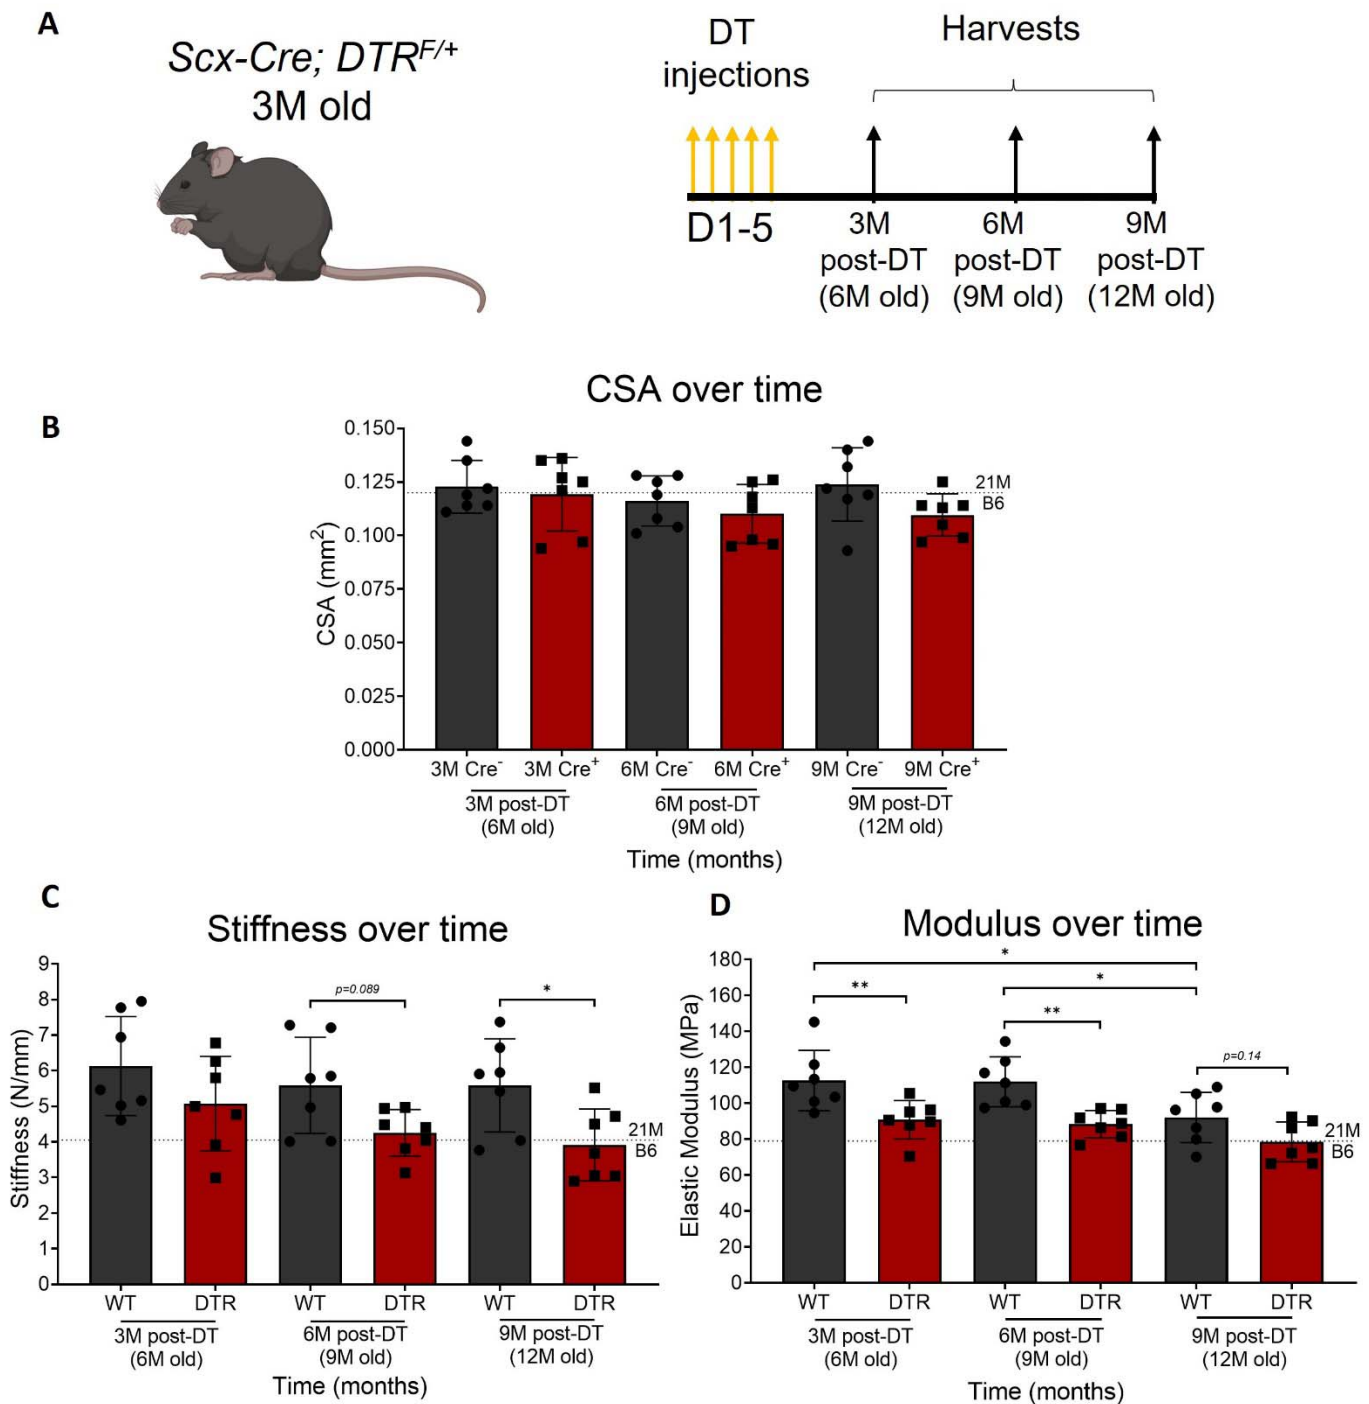 A
Scx-Cre; DTR^F/+
3M old
DT
injections
Harvests
D1-5
3M
post-DT
(6M old)
6M
post-DT
(9M old)
9M
post-DT
(12M old)
B
CSA over time
CSA (mm²)
0.150
0.125
0.100
0.075
0.050
0.025
0.000
21M
B6
3M Cre⁻
3M Cre⁺
6M Cre⁻
6M Cre⁺
9M Cre⁻
9M Cre⁺
3M post-DT
(6M old)
6M post-DT
(9M old)
9M post-DT
(12M old)
Time (months)
C
Stiffness over time
Stiffness (N/mm)
9
8
7
6
5
4
3
2
1
0
p=0.089
*
21M
B6
WT
DTR
WT
DTR
WT
DTR
3M post-DT
(6M old)
6M post-DT
(9M old)
9M post-DT
(12M old)
Time (months)
D
Modulus over time
Elastic Modulus (MPa)
180
160
140
120
100
80
60
40
20
0
*
*
**
**
p=0.14
21M
B6
WT
DTR
WT
DTR
WT
DTR
3M post-DT
(6M old)
6M post-DT
(9M old)
9M post-DT
(12M old)
Time (months)